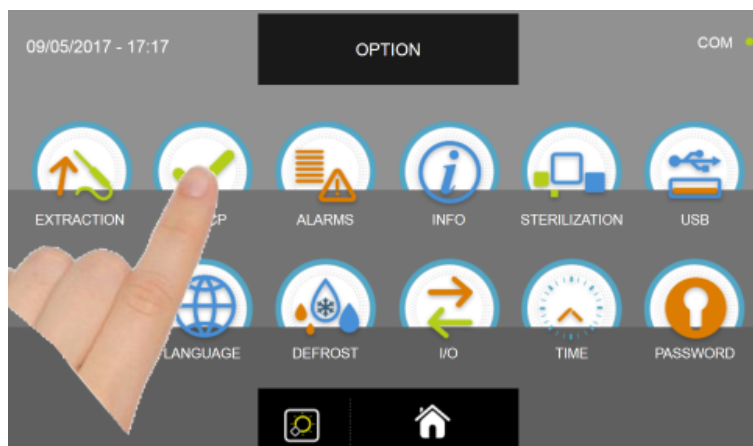 09/05/2017 - 17:17
OPTION
COM
EXTRACTION
CP
ALARMS
INFO
STERILIZATION
USB
LANGUAGE
DEFROST
I/O
TIME
PASSWORD